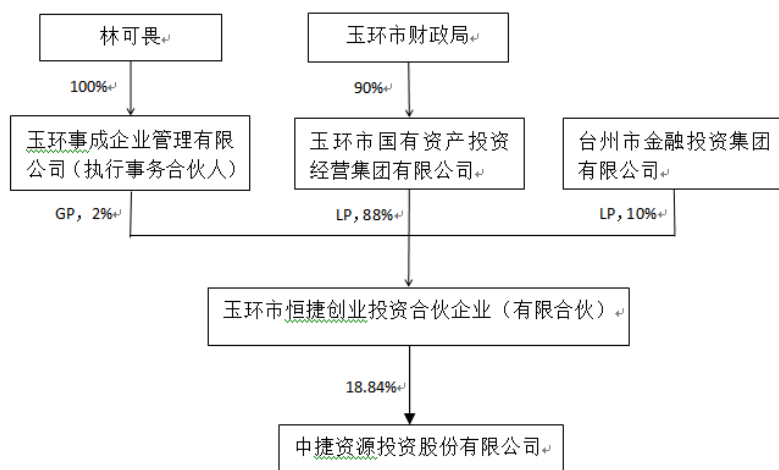 林可畏
玉环市财政局
100%
90%
玉环事成企业管理有限
公司（执行事务合伙人）
玉环市国有资产投资
经营集团有限公司
台州市金融投资集团
有限公司
GP，2%
LP，88%
LP，10%
玉环市恒捷创业投资合伙企业（有限合伙）
18.84%
中捷资源投资股份有限公司